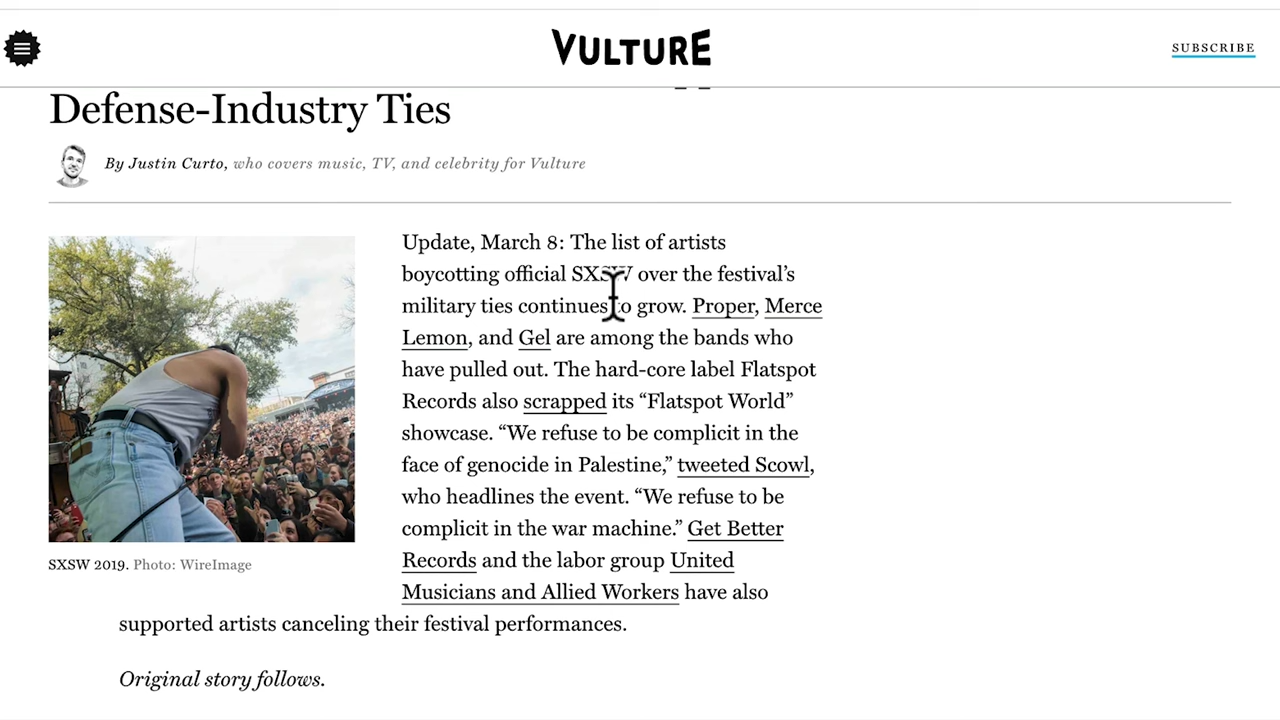 VULTURE
SUBSCRIBE
Defense-Industry Ties
By Justin Curto, who covers music, TV, and celebrity for Vulture
Update, March 8: The list of artists
boycotting official SXSW over the festival’s
military ties continues to grow. Proper, Merce
Lemon, and Gel are among the bands who
have pulled out. The hard-core label Flatspot
Records also scrapped its “Flatspot World”
showcase. “We refuse to be complicit in the
face of genocide in Palestine,” tweeted Scowl,
who headlines the event. “We refuse to be
complicit in the war machine.” Get Better
Records and the labor group United
Musicians and Allied Workers have also
supported artists canceling their festival performances.
SXSW 2019. Photo: WireImage
Original story follows.